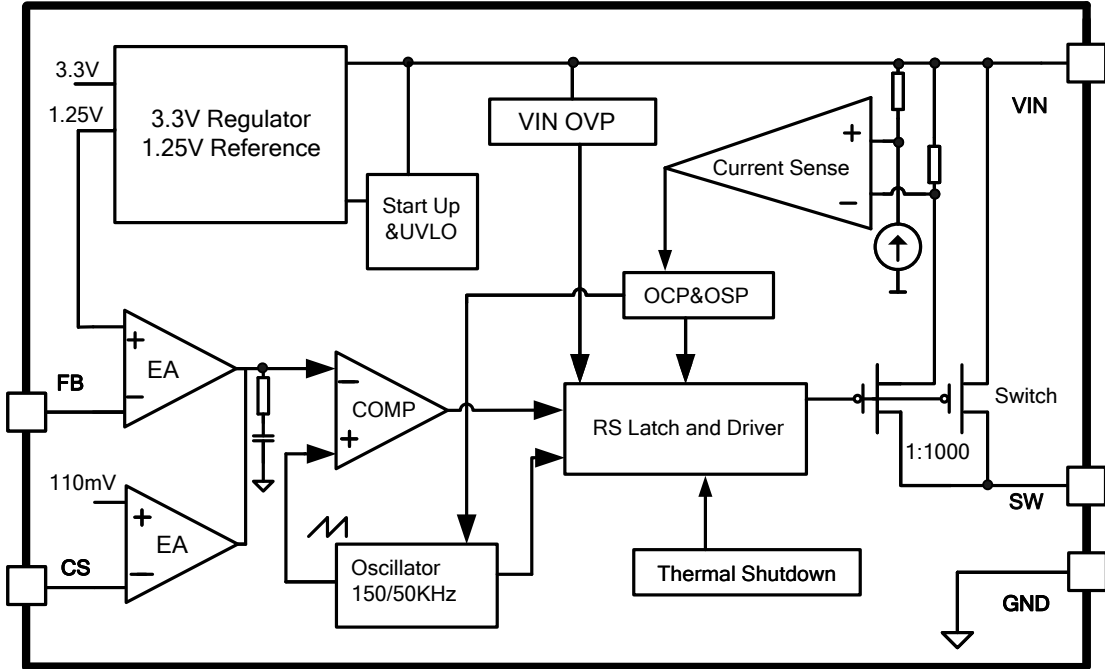 3.3V
1.25V
3.3V Regulator
1.25V Reference
VIN OVP
VIN
+
Current Sense
−
Start Up
&UVLO
OCP&OSP
+
EA
−
FB
−
COMP
+
RS Latch and Driver
Switch
1:1000
110mV
+
EA
−
CS
SW
Oscillator
150/50KHz
Thermal Shutdown
GND